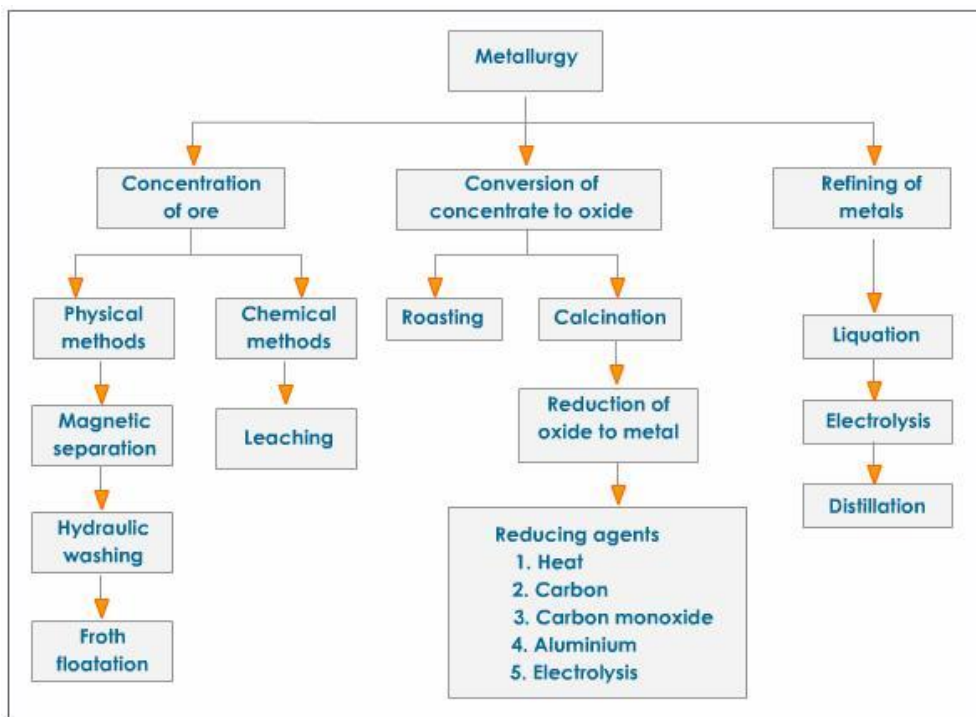 Metallurgy
Concentration
of ore
Conversion of
concentrate to oxide
Refining of
metals
Physical
methods
Chemical
methods
Roasting
Calcination
Liquation
Magnetic
separation
Leaching
Reduction of
oxide to metal
Electrolysis
Hydraulic
washing
Distillation
Froth
floatation
Reducing agents
1. Heat
2. Carbon
3. Carbon monoxide
4. Aluminium
5. Electrolysis